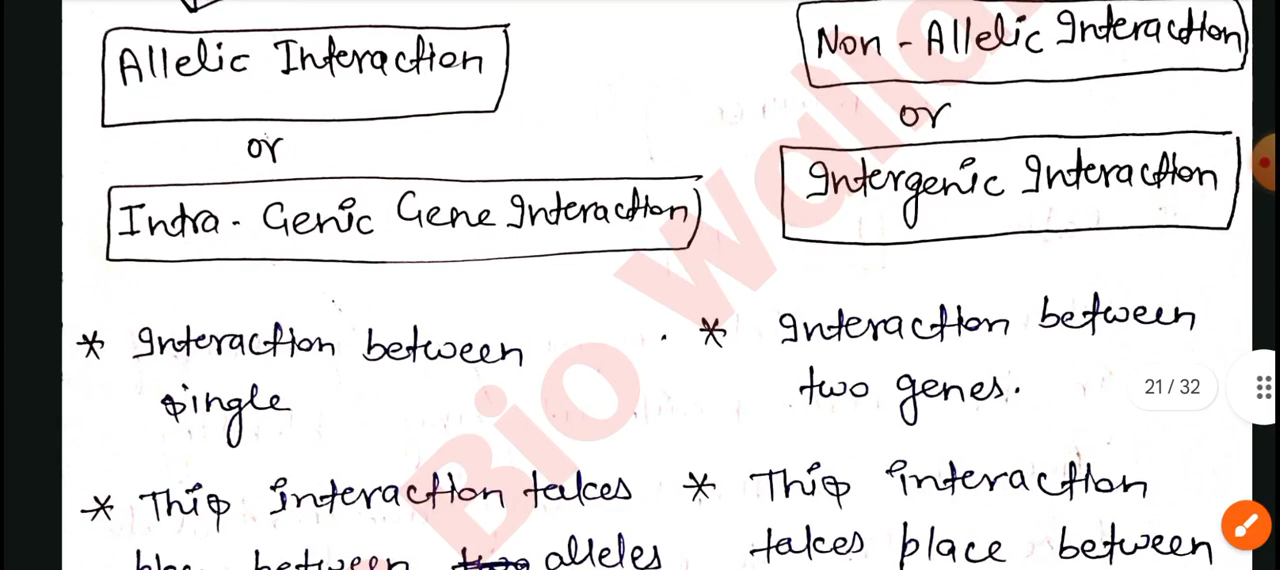 Allelic Interaction
or
Intra - Genic Gene Interaction
* Interaction between
single
* This interaction takes
between alleles
Non - Allelic Interaction
or
Intergenic Interaction
* Interaction between
two genes.
* This interaction
takes place between
21 / 32